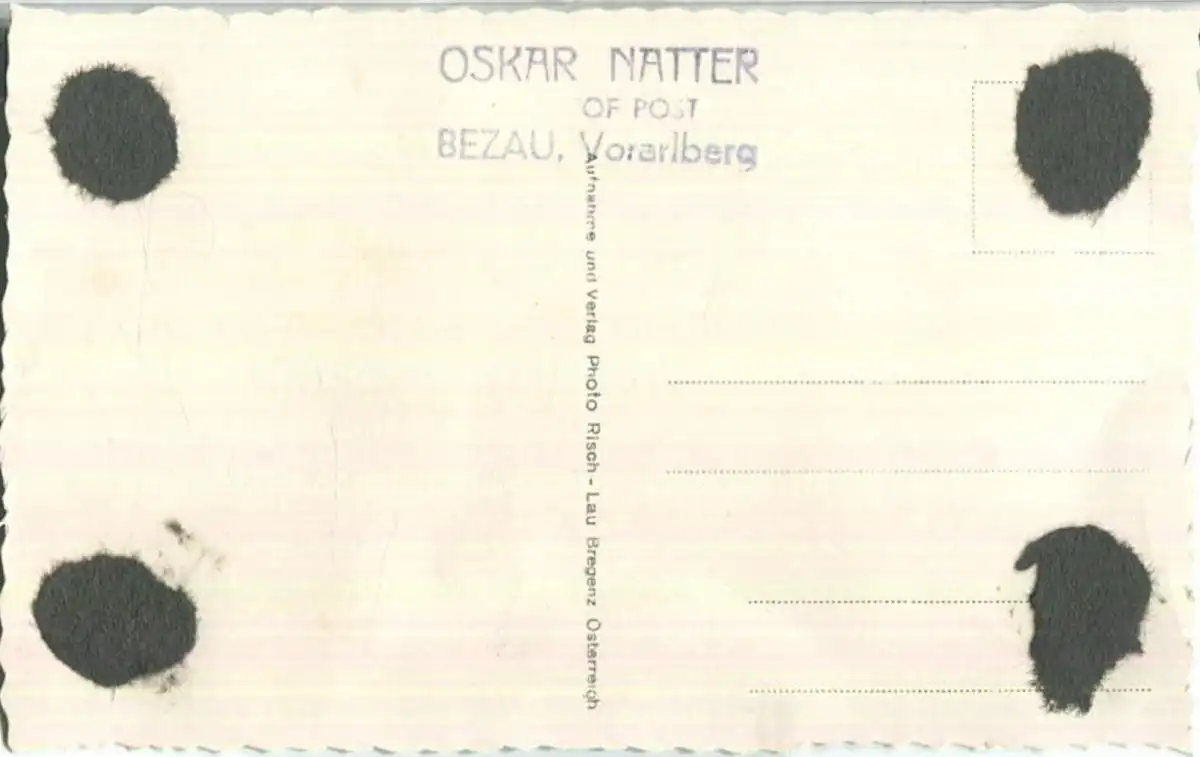 OSKAR NATTER
OF POST
BEZAU, Vorarlberg
Aufnahme und Verlag Photo Risch - Lau Bregenz Österreich